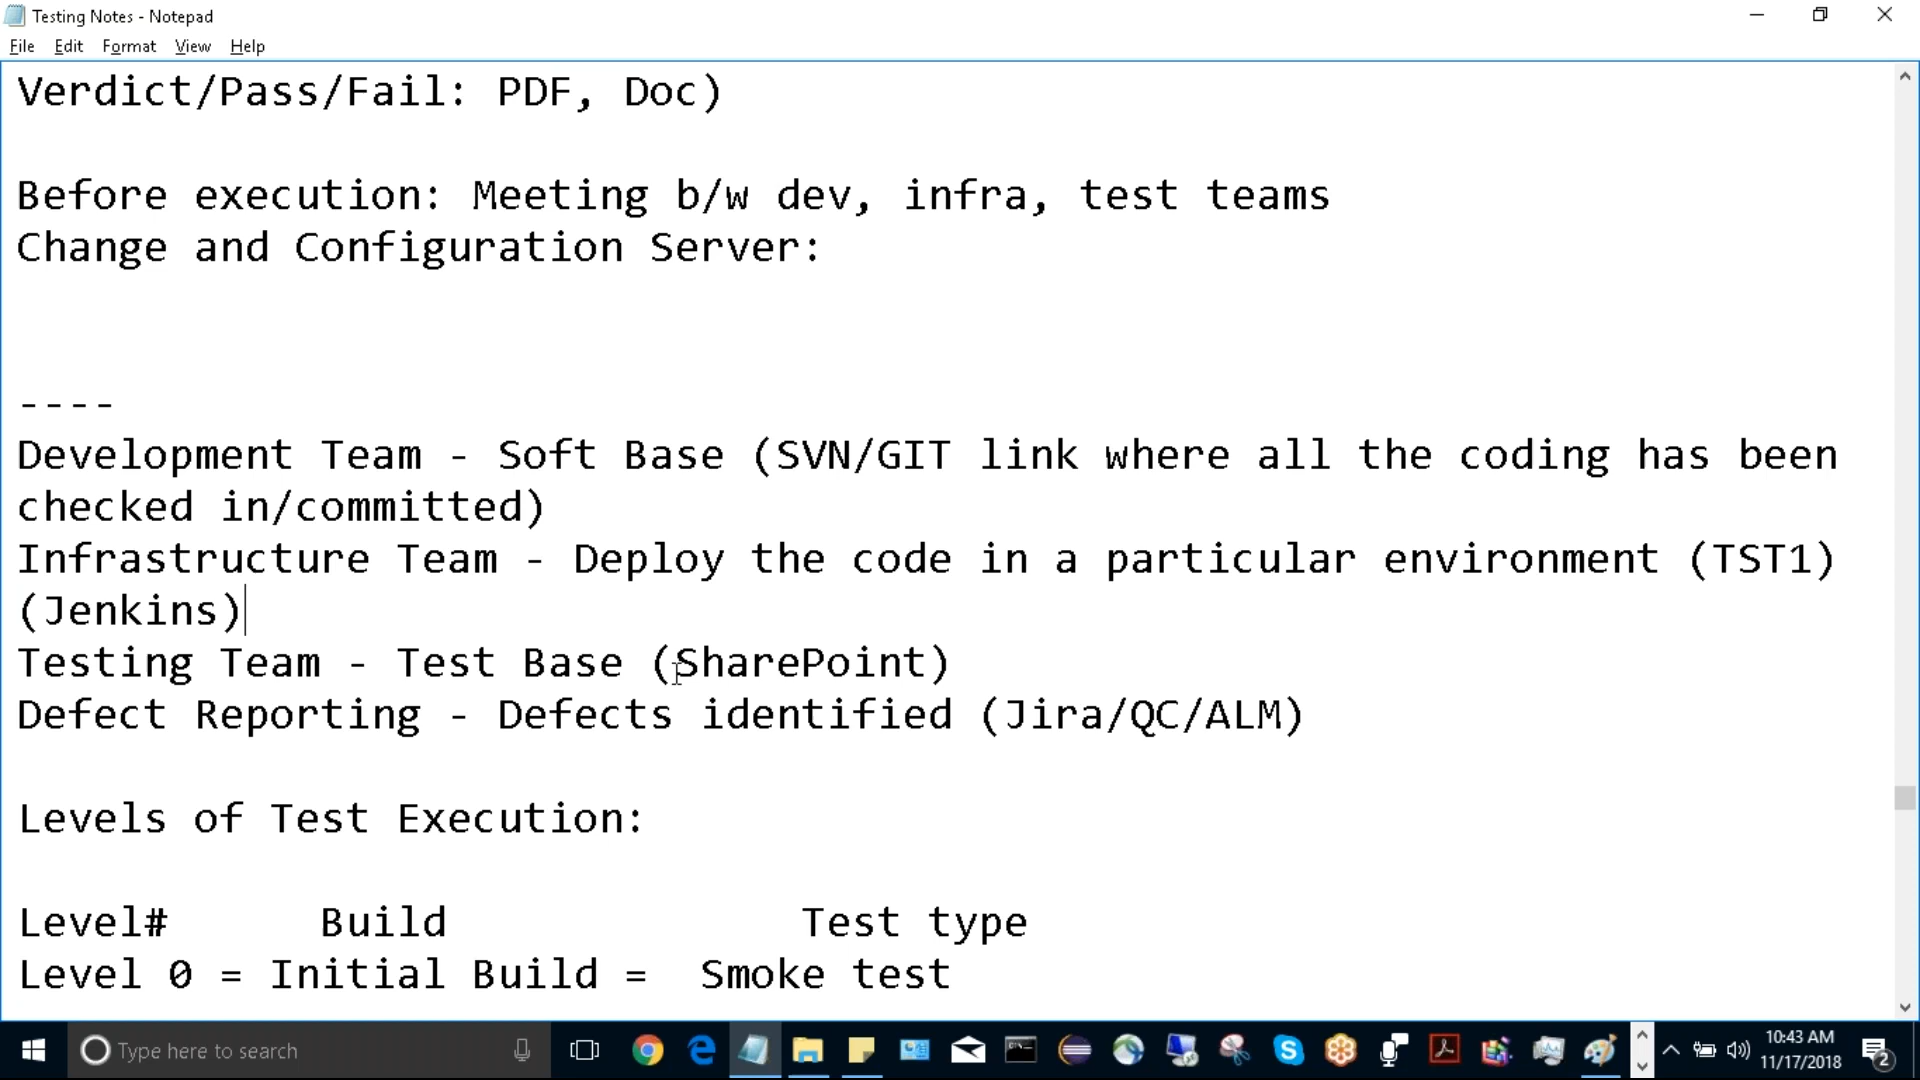 Testing Notes - Notepad
File Edit Format View Help
Verdict/Pass/Fail: PDF, Doc)
Before execution: Meeting b/w dev, infra, test teams
Change and Configuration Server:
----
Development Team - Soft Base (SVN/GIT link where all the coding has been
checked in/committed)
Infrastructure Team - Deploy the code in a particular environment (TST1)
(Jenkins)
Testing Team - Test Base (SharePoint)
Defect Reporting - Defects identified (Jira/QC/ALM)
Levels of Test Execution:
Level# Build Test type
Level 0 = Initial Build = Smoke test
Type here to search
10:43 AM
11/17/2018
2